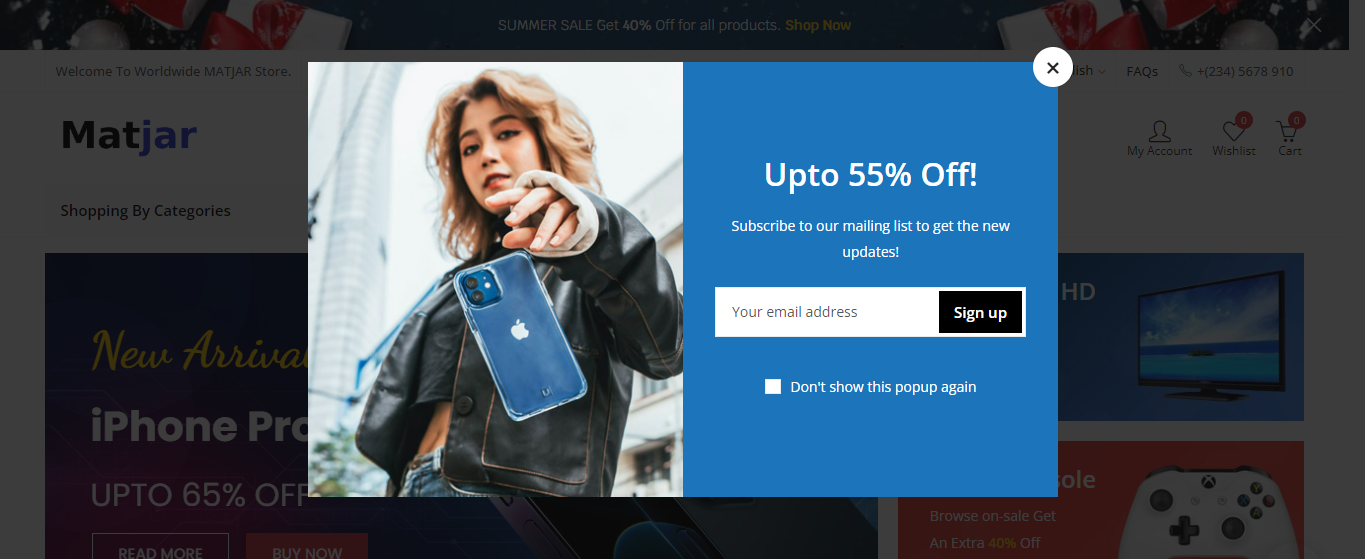 SUMMER SALE Get 40% Off for all products. Shop Now
Welcome To Worldwide MATJAR Store.
FAQs
+(234) 5678 910
Matjar
0
0
My Account
Wishlist
Cart
Shopping By Categories
Upto 55% Off!
Subscribe to our mailing list to get the new
updates!
Your email address
Sign up
Don't show this popup again
New
iPhone Pro
UPTO 65% OFF
READ MORE
BUY NOW
HD
Browse on-sale Get
An Extra 40% Off